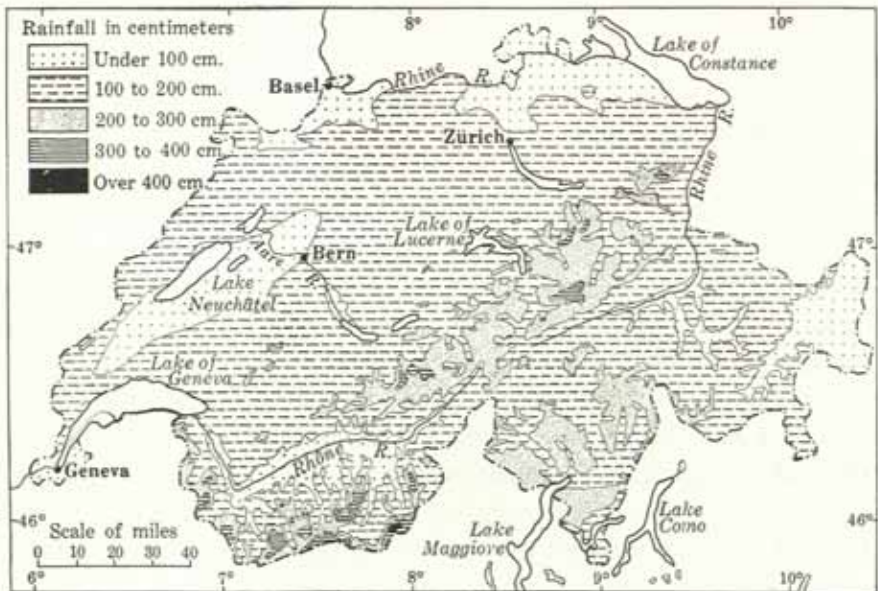 Rainfall in centimeters
Under 100 cm.
100 to 200 cm.
200 to 300 cm.
300 to 400 cm.
Over 400 cm.
9°
10°
Lake of
Constance
Basel
Rhine
R.
Zürich
Rhine
R.
47°
47°
Lake of
Lucerne
Aare
R.
Bern
Lake
Neuchâtel
Lake of
Geneva
Rhône
R.
Geneva
46°
46°
Scale of miles
0 10 20 30 40
Lake
Maggiove
Lake
Como
6°
7°
8°
9°
10°